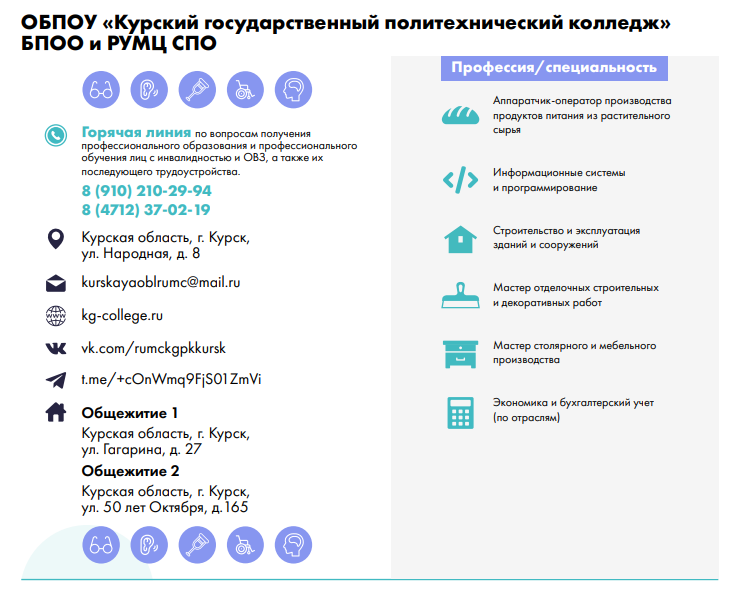 ОБПОУ «Курский государственный политехнический колледж»
БПОО и РУМЦ СПО
Горячая линия по вопросам получения
профессионального образования и профессионального
обучения лиц с инвалидностью и ОВЗ, а также их
последующего трудоустройства.
8 (910) 210-29-94
8 (4712) 37-02-19
Курская область, г. Курск,
ул. Народная, д. 8
kurskayaoblrumc@mail.ru
www
kg-college.ru
vk.com/rumckgpkkursk
t.me/+cOnWmq9FjS01ZmVi
Общежитие 1
Курская область, г. Курск,
ул. Гагарина, д. 27
Общежитие 2
Курская область, г. Курск,
ул. 50 лет Октября, д.165
Профессия/специальность
Аппаратчик-оператор производства
продуктов питания из растительного
сырья
Информационные системы
и программирование
Строительство и эксплуатация
зданий и сооружений
Мастер отделочных строительных
и декоративных работ
Мастер столярного и мебельного
производства
Экономика и бухгалтерский учет
(по отраслям)